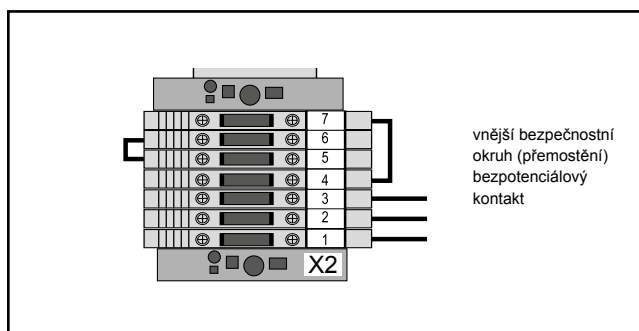 7
6
5
4
3
2
1
X2
vnější bezpečnostní
okruh (přemostění)
bezpotenciálový
kontakt